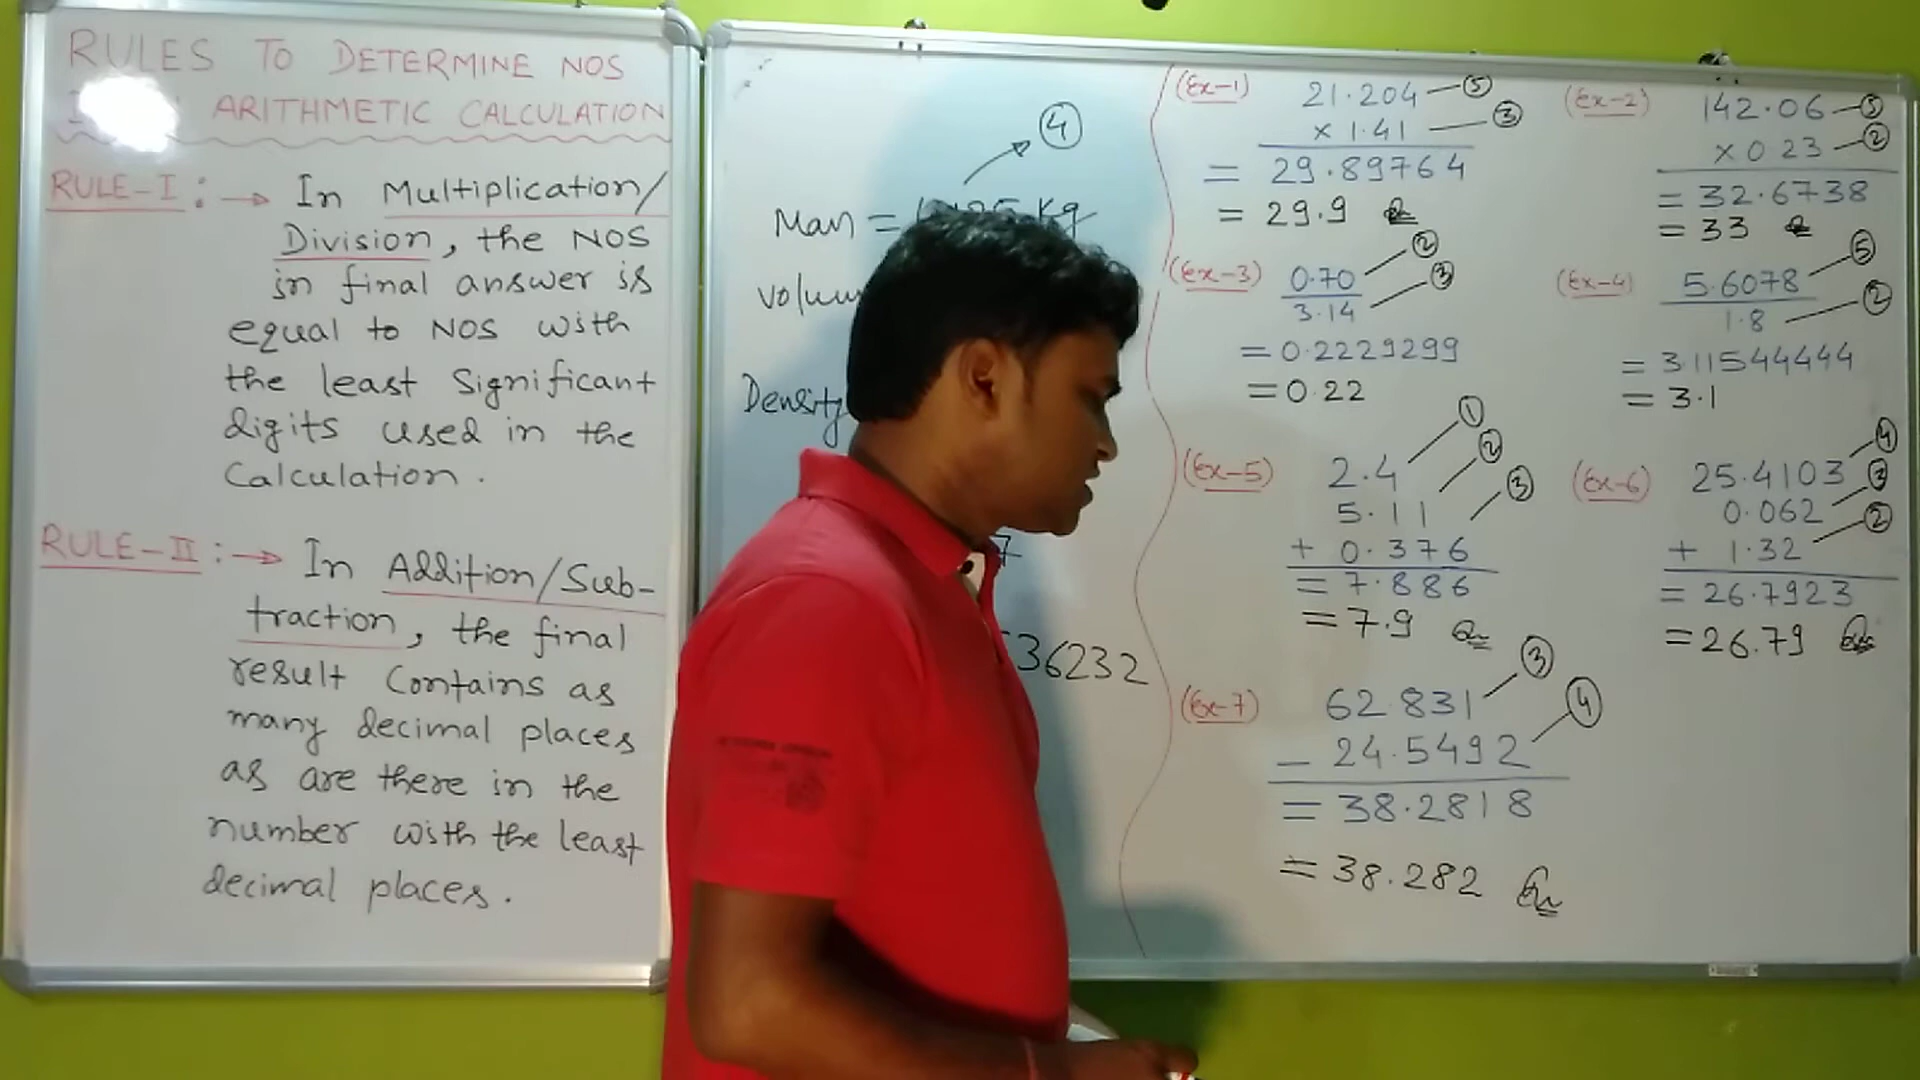 RULES TO DETERMINE NOS
ARITHMETIC CALCULATION
RULE-I : → In Multiplication/
Division, the NOS
in final answer is
equal to NOS with
the least Significant
digits used in the
Calculation.
RULE-II : → In Addition/Sub-
traction, the final
result Contains as
many decimal places
as are there in the
number with the least
decimal places.
4
Mass = Kg
Density
7
36232
(Ex-1)
21.204 5
× 1.41 3
= 29.89764
= 29.9
(Ex-2)
142.06 5
× 0.23 2
= 32.6738
= 33
(Ex-3)
0.70 2
3.14 3
= 0.2229299
= 0.22
(Ex-4)
5.6078 5
1.8 2
= 3.11544444
= 3.1
(Ex-5)
2.4 1
5.11 2
+ 0.376 3
= 7.886
= 7.9
(Ex-6)
25.4103 4
0.062 3
+ 1.32 2
= 26.7923
= 26.79
(Ex-7)
62.831 3
− 24.5492 4
= 38.2818
= 38.282